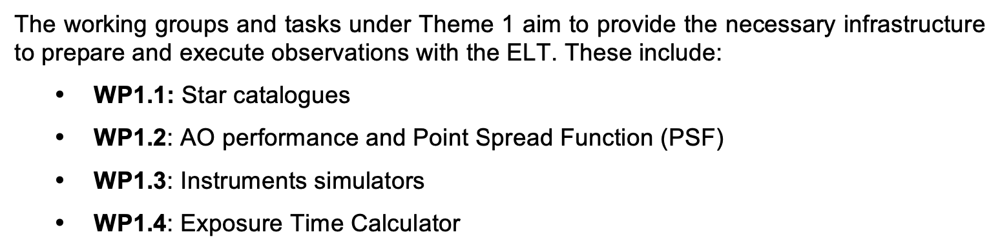 The working groups and tasks under Theme 1 aim to provide the necessary infrastructure
to prepare and execute observations with the ELT. These include:
• WP1.1: Star catalogues
• WP1.2: AO performance and Point Spread Function (PSF)
• WP1.3: Instruments simulators
• WP1.4: Exposure Time Calculator